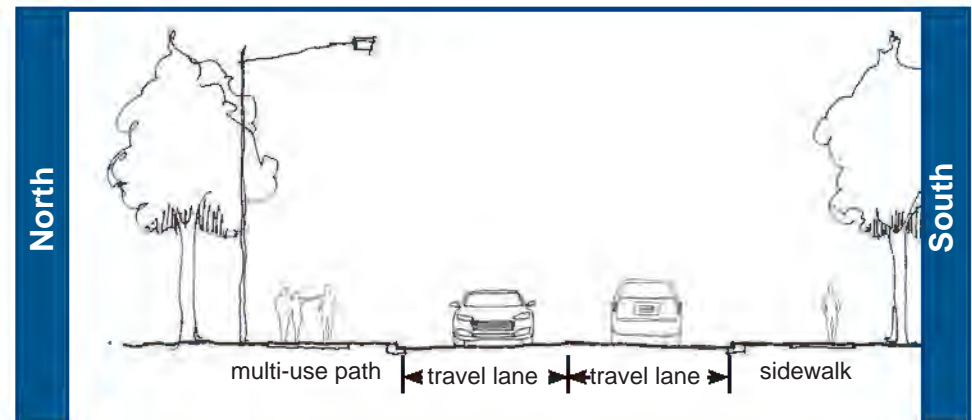 North
South
multi-use path
travel lane
travel lane
sidewalk